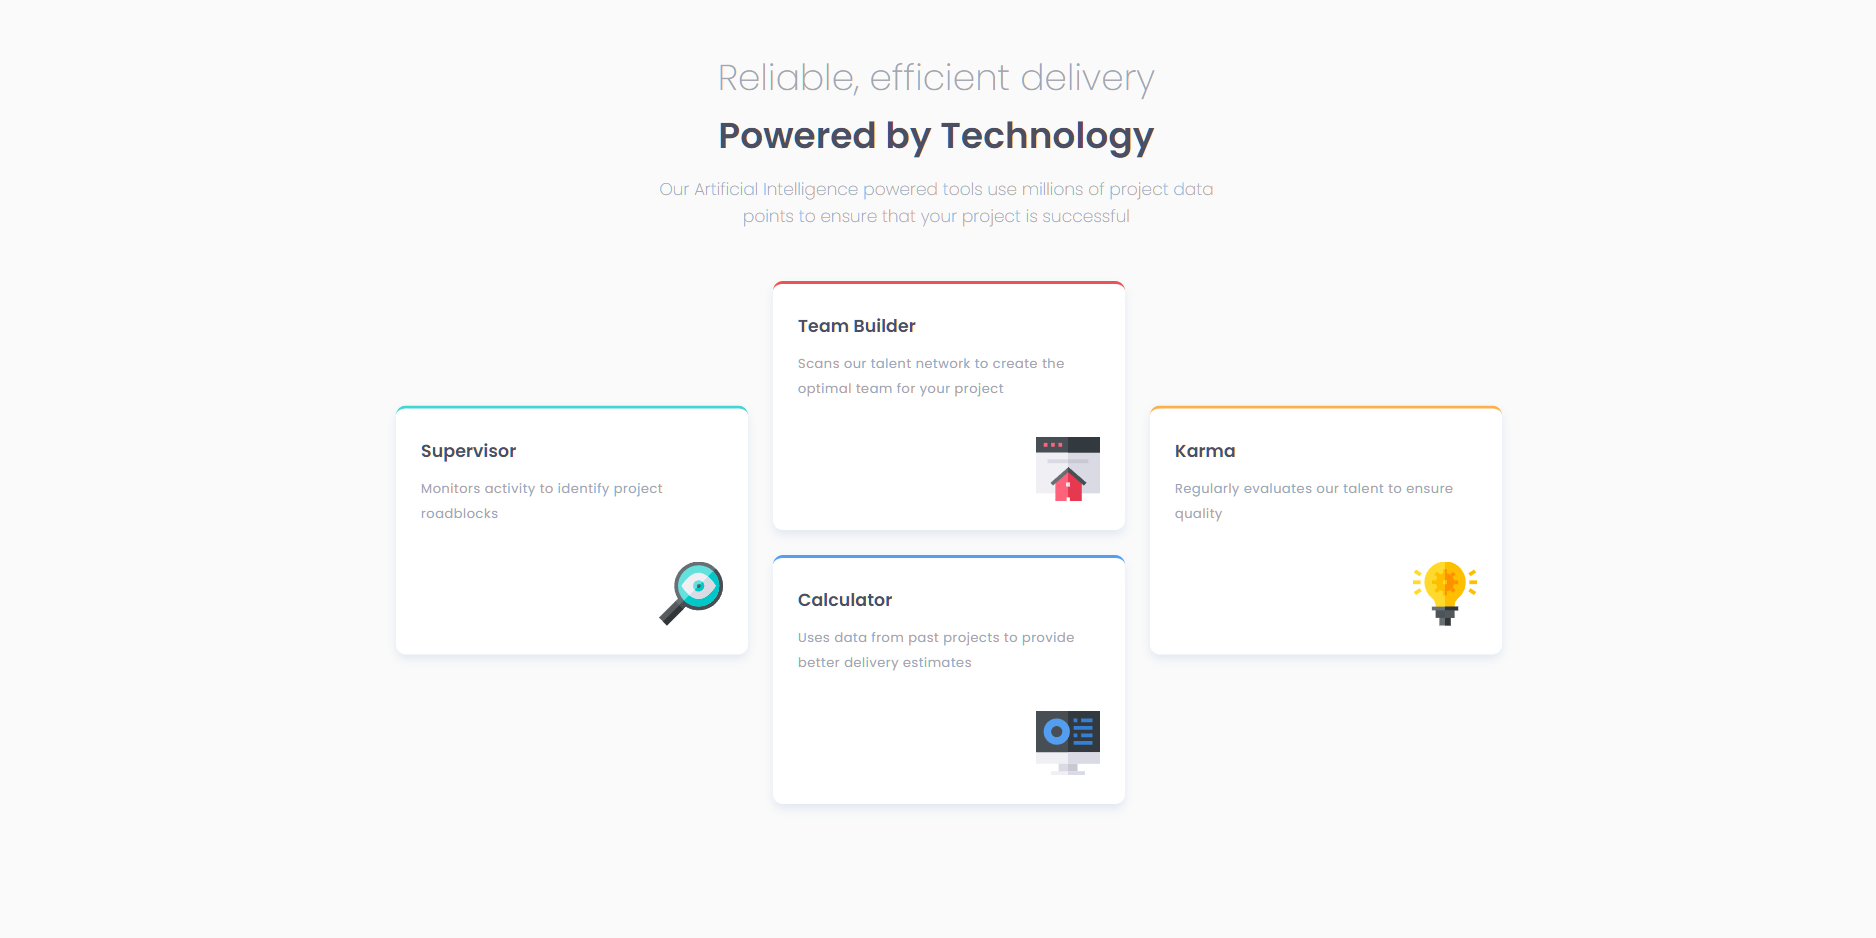 Reliable, efficient delivery
Powered by Technology
Our Artificial Intelligence powered tools use millions of project data
points to ensure that your project is successful
Supervisor
Monitors activity to identify project
roadblocks
Team Builder
Scans our talent network to create the
optimal team for your project
Calculator
Uses data from past projects to provide
better delivery estimates
Karma
Regularly evaluates our talent to ensure
quality